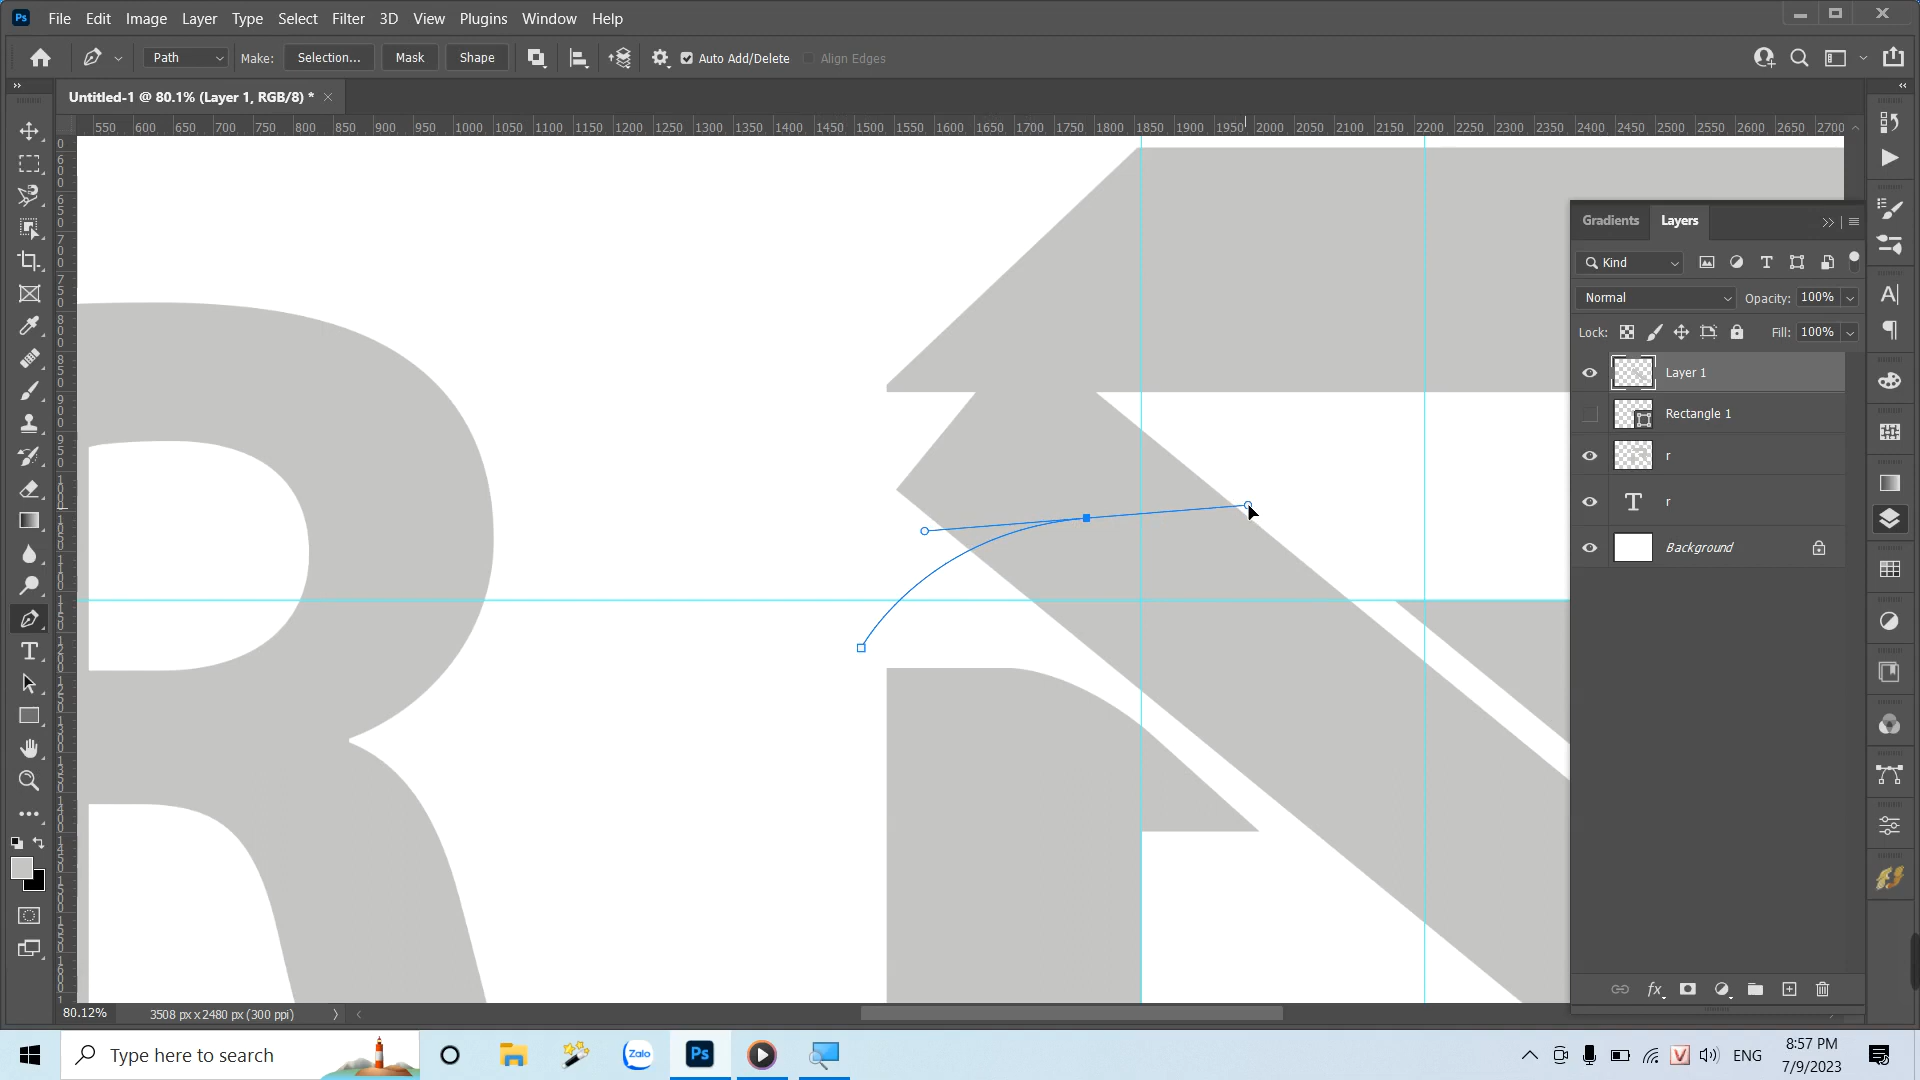 Ps File Edit Image Layer Type Select Filter 3D View Plugins Window Help
Path Make: Selection... Mask Shape Auto Add/Delete Align Edges
Untitled-1 @ 80.1% (Layer 1, RGB/8) *
550 600 650 700 750 800 850 900 950 1000 1050 1100 1150 1200 1250 1300 1350 1400 1450 1500 1550 1600 1650 1700 1750 1800 1850 1900 1950 2000 2050 2100 2150 2200 2250 2300 2350 2400 2450 2500 2550 2600 2650 2700
Gradients Layers
Kind
Normal Opacity: 100%
Lock: Fill: 100%
Layer 1
Rectangle 1
r
T r
Background
R
80.12% 3508 px x 2480 px (300 ppi)
Type here to search
Zalo
Ps
V
ENG
8:57 PM
7/9/2023